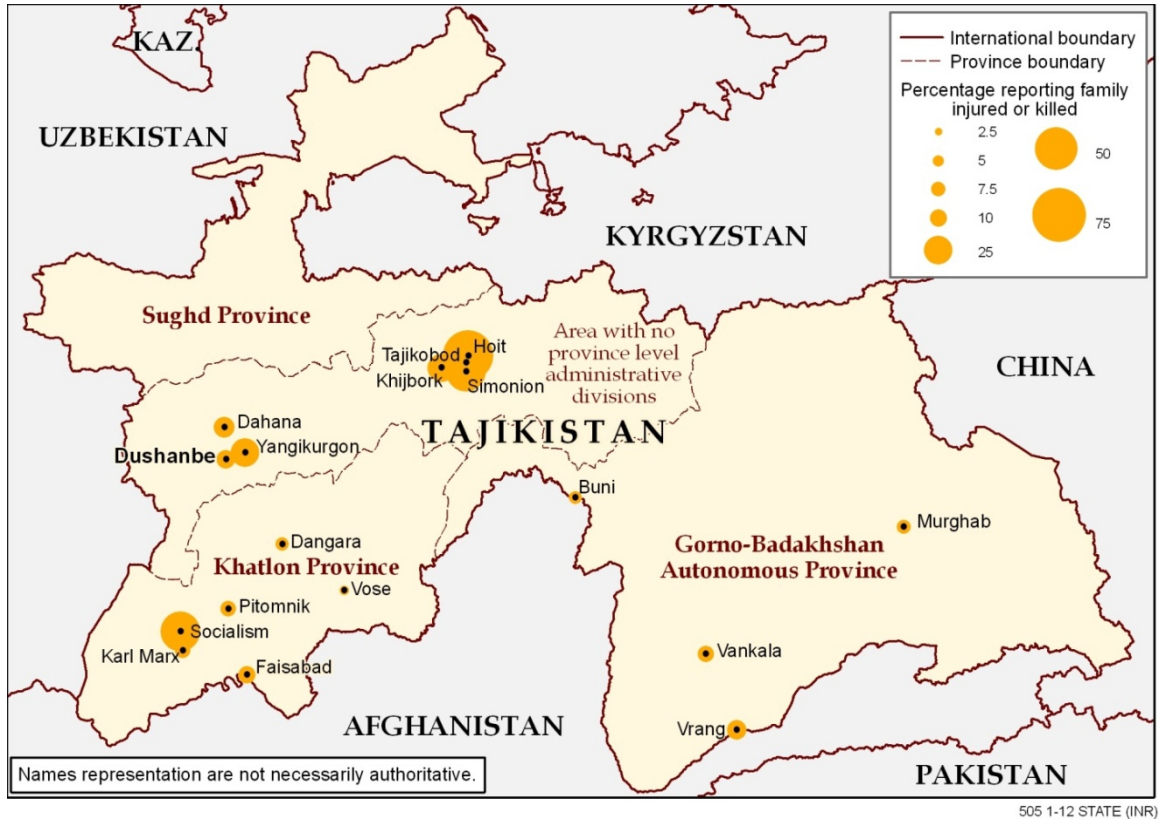 KAZ.
International boundary
Province boundary
Percentage reporting family
injured or killed
2.5
5
7.5
10
25
50
75
UZBEKISTAN
KYRGYZSTAN
Sughd Province
Area with no
province level
administrative
divisions
Tajikobod
Hoit
Khijbork
Simonion
CHINA
TAJIKISTAN
Dahana
Yangikurgon
Dushanbe
Buni
Murghab
Dangara
Khatlon Province
Gorno-Badakhshan
Autonomous Province
Vose
Pitomnik
Socialism
Karl Marx
Faisabad
Vankala
Vrang
AFGHANISTAN
PAKISTAN
Names representation are not necessarily authoritative.
505 1-12 STATE (INR)